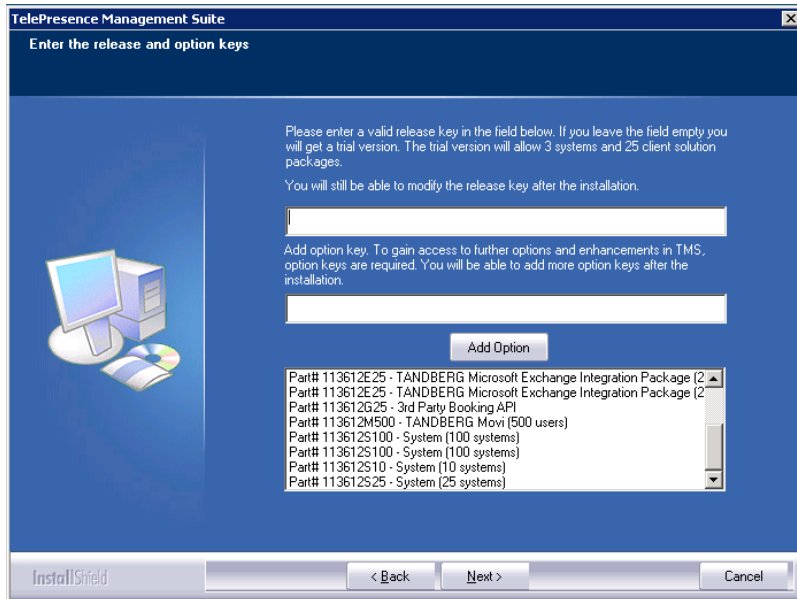 TelePresence Management Suite
Enter the release and option keys
Please enter a valid release key in the field below. If you leave the field empty you
will get a trial version. The trial version will allow 3 systems and 25 client solution
packages.
You will still be able to modify the release key after the installation.
Add option key. To gain access to further options and enhancements in TMS,
option keys are required. You will be able to add more option keys after the
installation.
Add Option
Part# 113612E25 - TANDBERG Microsoft Exchange Integration Package (2
Part# 113612E25 - TANDBERG Microsoft Exchange Integration Package (2
Part# 113612G25 - 3rd Party Booking API
Part# 113612M500 - TANDBERG Movi (500 users)
Part# 113612S100 - System (100 systems)
Part# 113612S100 - System (100 systems)
Part# 113612S10 - System (10 systems)
Part# 113612S25 - System (25 systems)
InstallShield
< Back
Next >
Cancel